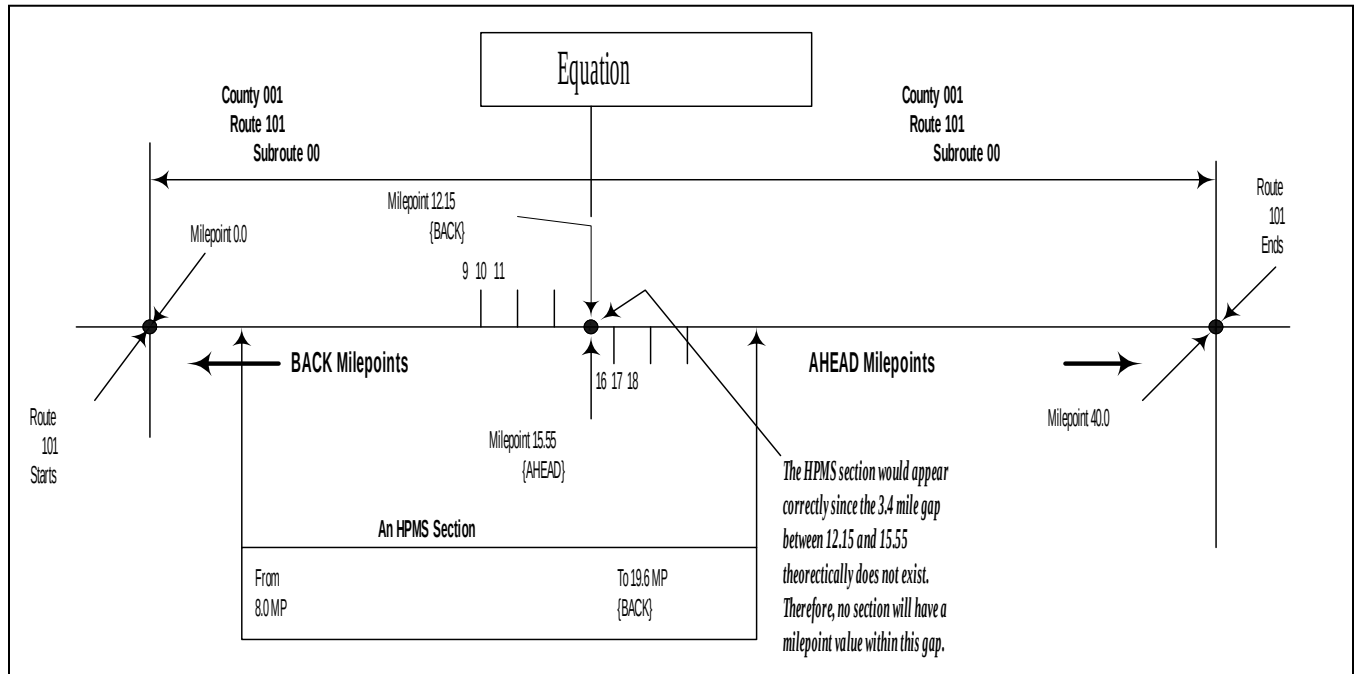 Equation
County 001
Route 101
Subroute 00
County 001
Route 101
Subroute 00
Milepoint 12.15
{BACK}
Milepoint 0.0
Route
101
Ends
9 10 11
BACK Milepoints
AHEAD Milepoints
16 17 18
Route
101
Starts
Milepoint 15.55
{AHEAD}
Milepoint 40.0
The HPMS section would appear
correctly since the 3.4 mile gap
between 12.15 and 15.55
theorectically does not exist.
Therefore, no section will have a
milepoint value within this gap.
An HPMS Section
From
8.0 MP
To 19.6 MP
{BACK}